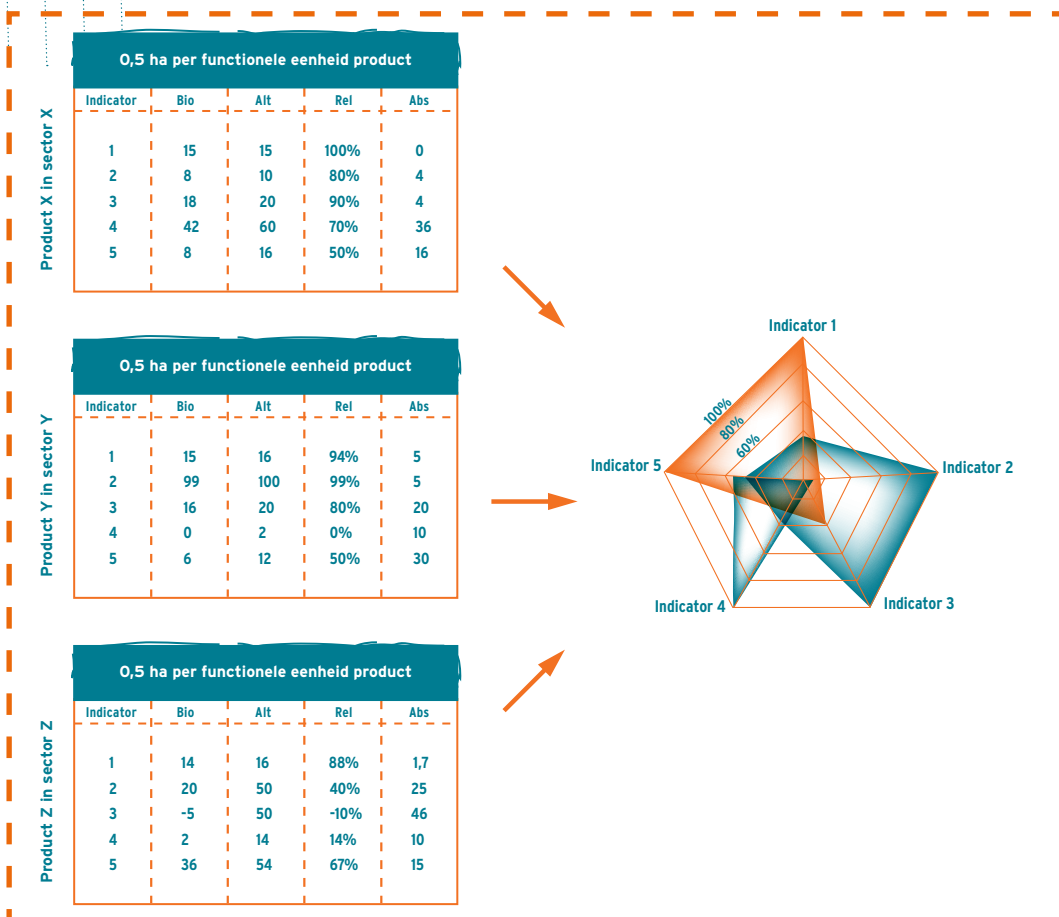 Product X in sector X
0,5 ha per functionele eenheid product
Indicator Bio Alt Rel Abs
1 15 15 100% 0
2 8 10 80% 4
3 18 20 90% 4
4 42 60 70% 36
5 8 16 50% 16
Product Y in sector Y
0,5 ha per functionele eenheid product
Indicator Bio Alt Rel Abs
1 15 16 94% 5
2 99 100 99% 5
3 16 20 80% 20
4 0 2 0% 10
5 6 12 50% 30
Product Z in sector Z
0,5 ha per functionele eenheid product
Indicator Bio Alt Rel Abs
1 14 16 88% 1,7
2 20 50 40% 25
3 -5 50 -10% 46
4 2 14 14% 10
5 36 54 67% 15
Indicator 1
100%
80%
60%
Indicator 5
Indicator 2
Indicator 4
Indicator 3